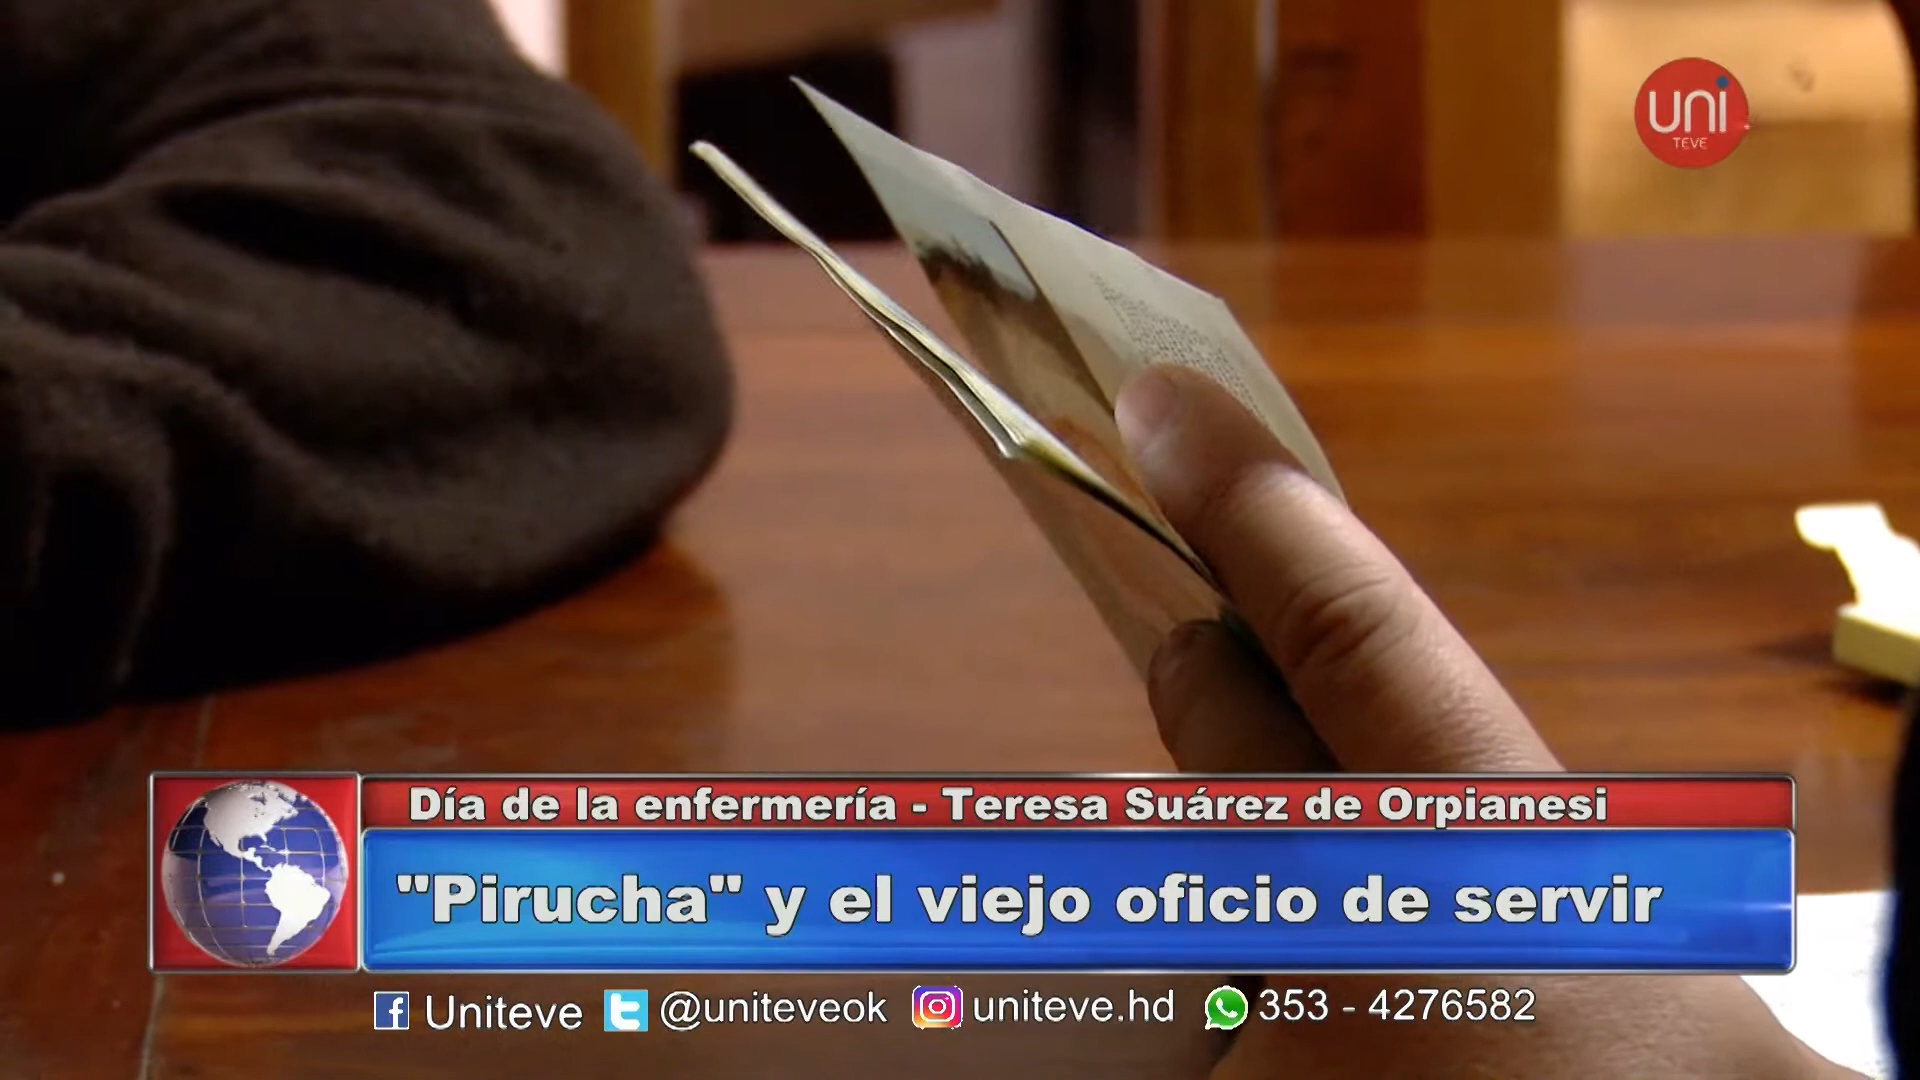 UNI
TEVE
Día de la enfermería - Teresa Suárez de Orpianesi
"Pirucha" y el viejo oficio de servir
Uniteve @uniteveok uniteve.hd 353 - 4276582